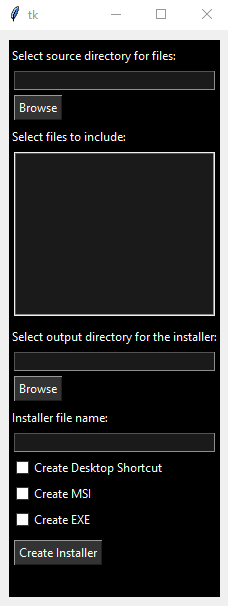 tk
Select source directory for files:
Browse
Select files to include:
Select output directory for the installer:
Browse
Installer file name:
Create Desktop Shortcut
Create MSI
Create EXE
Create Installer